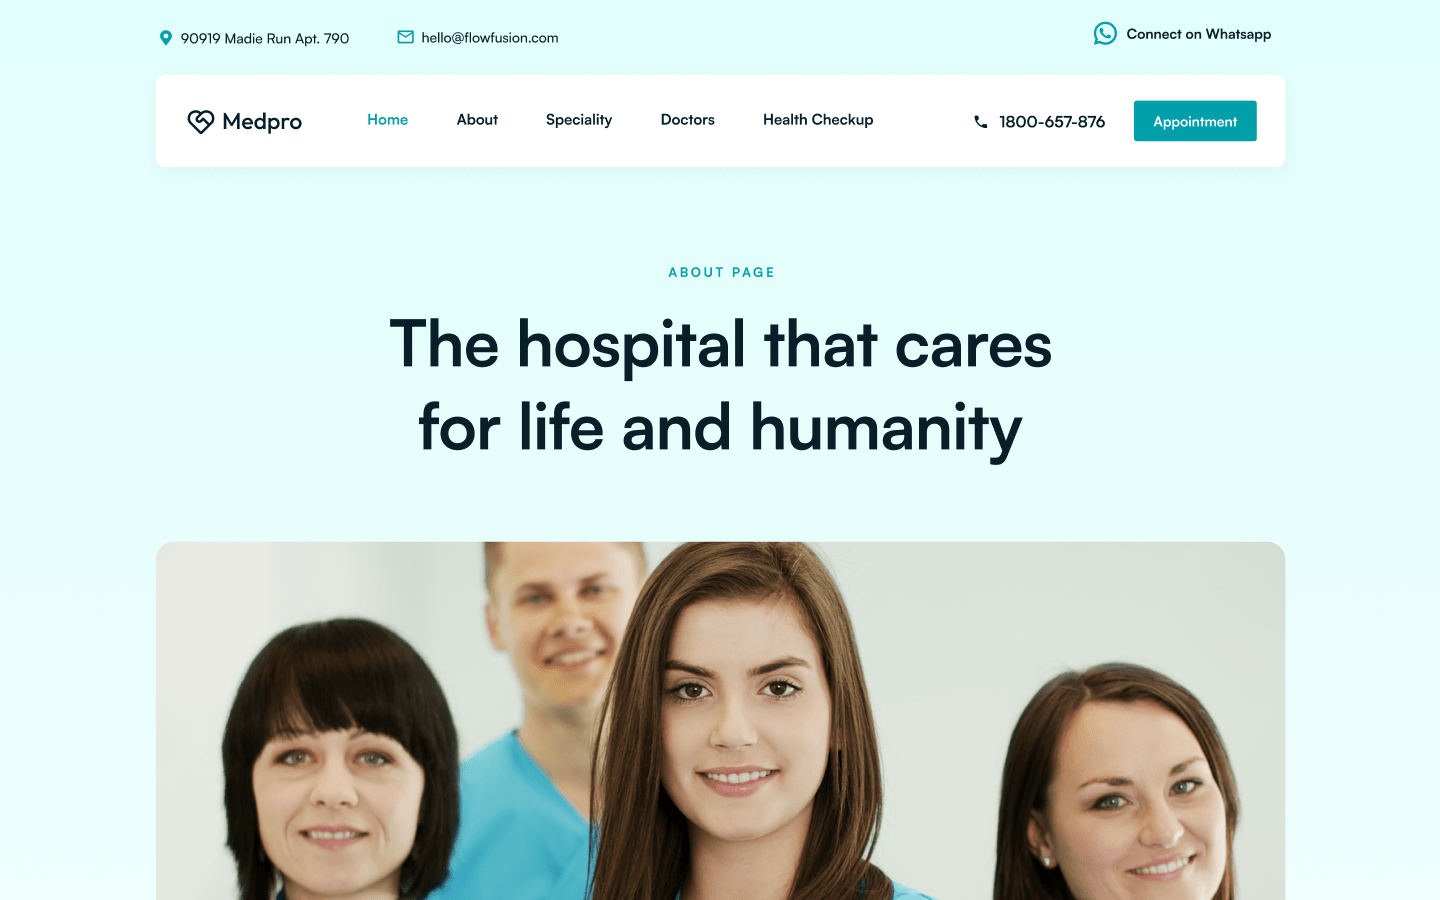 90919 Madie Run Apt. 790
hello@flowfusion.com
Connect on Whatsapp
Medpro
Home
About
Speciality
Doctors
Health Checkup
1800-657-876
Appointment
ABOUT PAGE
The hospital that cares
for life and humanity